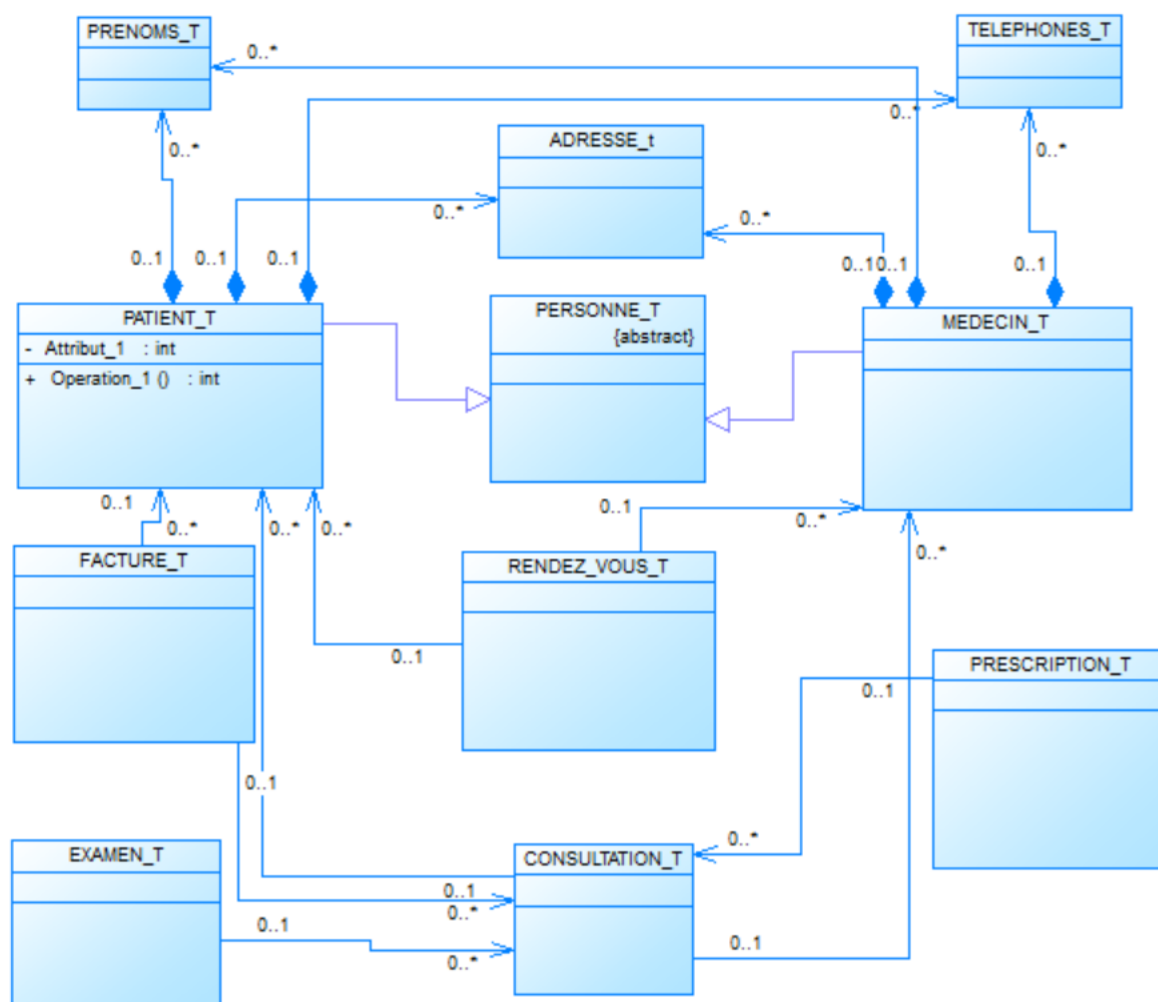 PRENOMS_T
TELEPHONES_T
0..*
0..*
0..*
ADRESSE_t
0..*
0..*
0..*
0..1
0..1
0..1
0..10..1
0..1
PATIENT_T
- Attribut_1 : int
+ Operation_1 () : int
PERSONNE_T
{abstract}
MEDECIN_T
0..1
0..*
0..*
0..*
0..1
0..*
0..*
FACTURE_T
RENDEZ_VOUS_T
0..1
PRESCRIPTION_T
0..1
0..1
0..*
EXAMEN_T
CONSULTATION_T
0..1
0..*
0..1
0..*
0..1